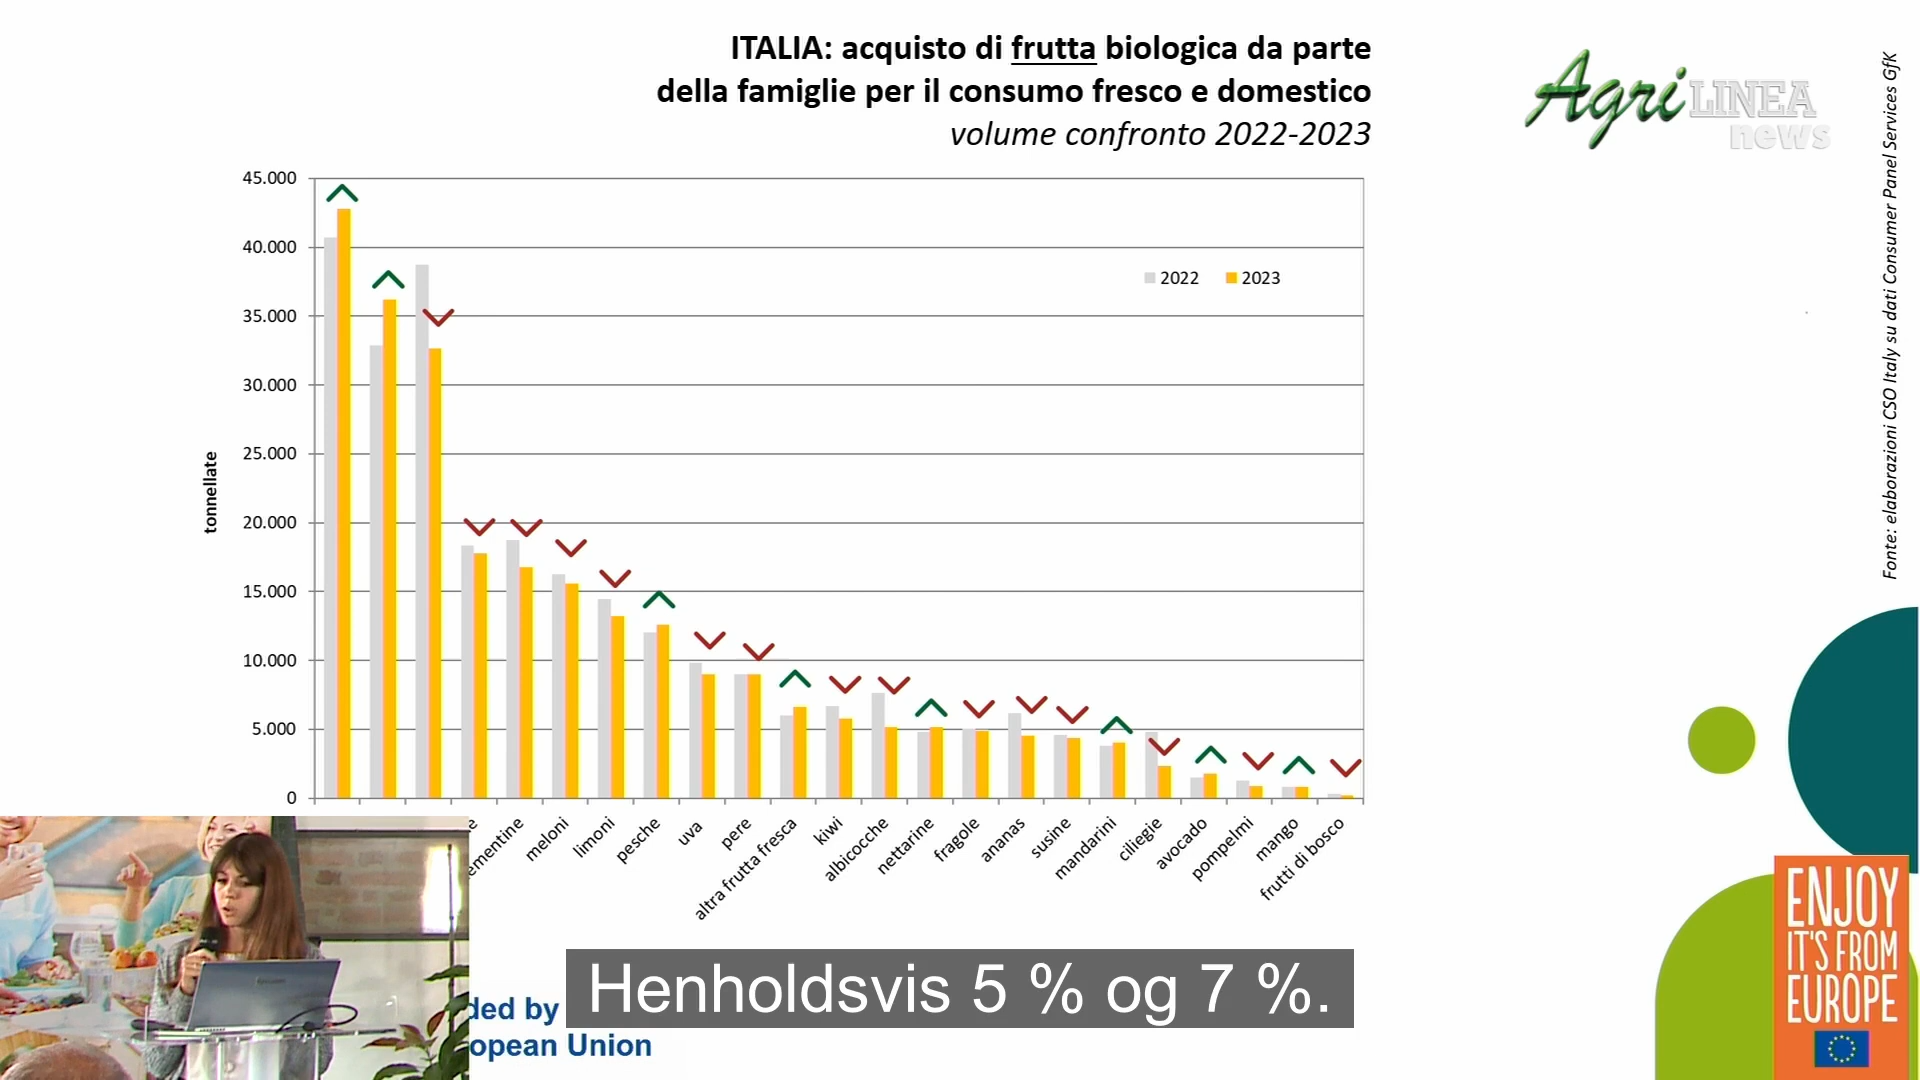 ITALIA: acquisto di frutta biologica da parte
della famiglie per il consumo fresco e domestico
volume confronto 2022-2023
Agri LINEA
news
Fonte: elaborazioni CSO Italy su dati Consumer Panel Services GfK
45.000
40.000
35.000
30.000
25.000
20.000
15.000
10.000
5.000
0
tonnellate
2022
2023
e
ementine
meloni
limoni
pesche
uva
pere
altra frutta fresca
kiwi
albicocche
nettarine
fragole
ananas
susine
mandarini
ciliegie
avocado
pompelmi
mango
frutti di bosco
Henholdsvis 5 % og 7 %.
ded by
opean Union
ENJOY
IT'S FROM
EUROPE